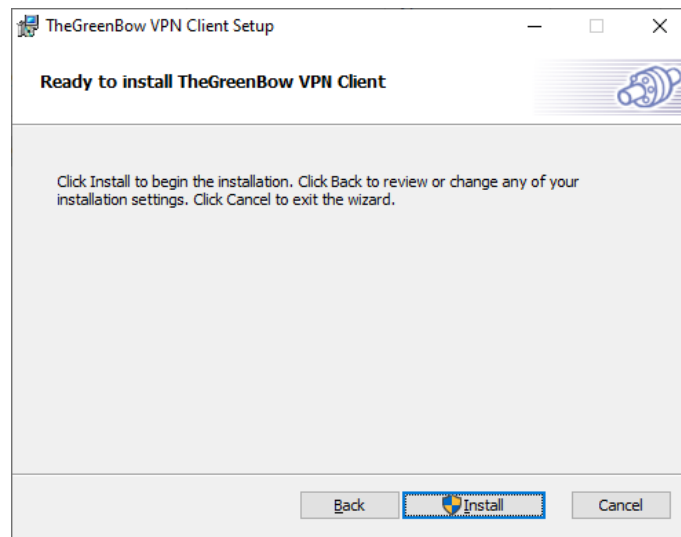 TheGreenBow VPN Client Setup
Ready to install TheGreenBow VPN Client
Click Install to begin the installation. Click Back to review or change any of your
installation settings. Click Cancel to exit the wizard.
Back
Install
Cancel